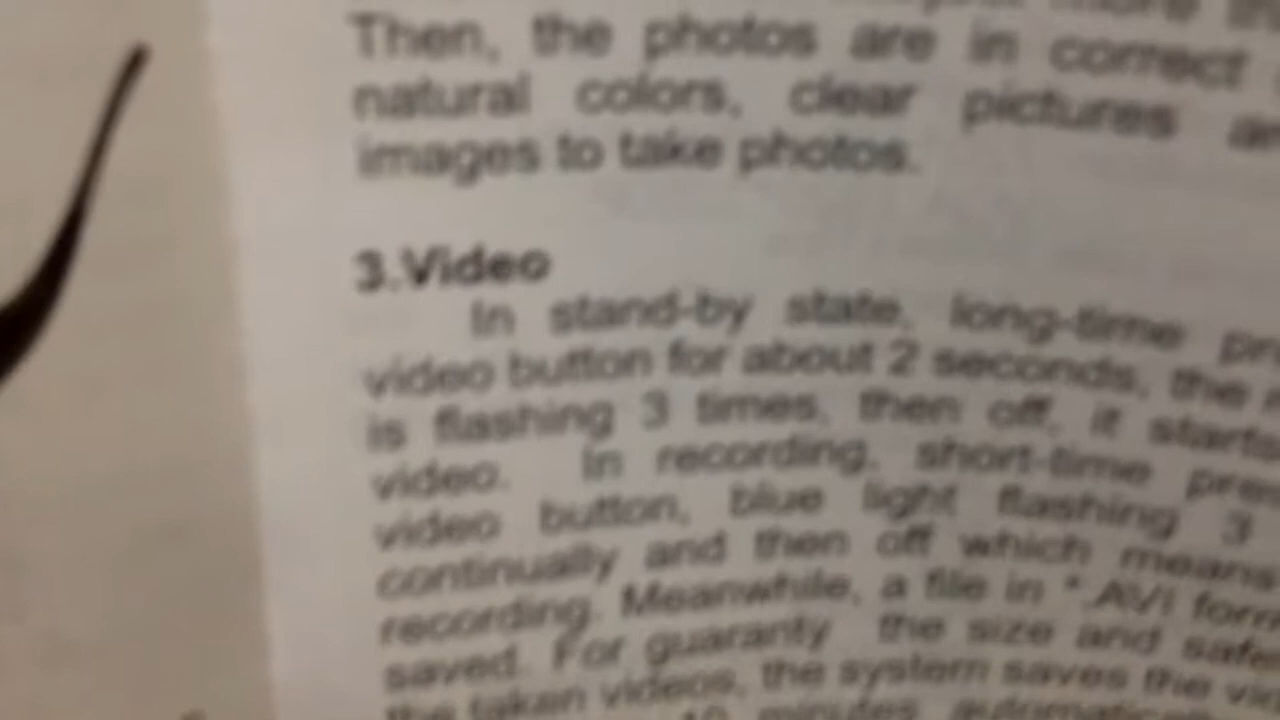 Then, the photos are in correct
natural colors, clear pictures
images to take photos.
3.Video
In stand-by state, long-time
video button for about 2 seconds, the
is flashing 3 times, then off, it starts
video. In recording, short-time
video button, blue light flashing 3
continually and then off which means
recording. Meanwhile, a file in *.AVI
saved. For guaranty the size and
the taken videos, the system saves the
10 minutes